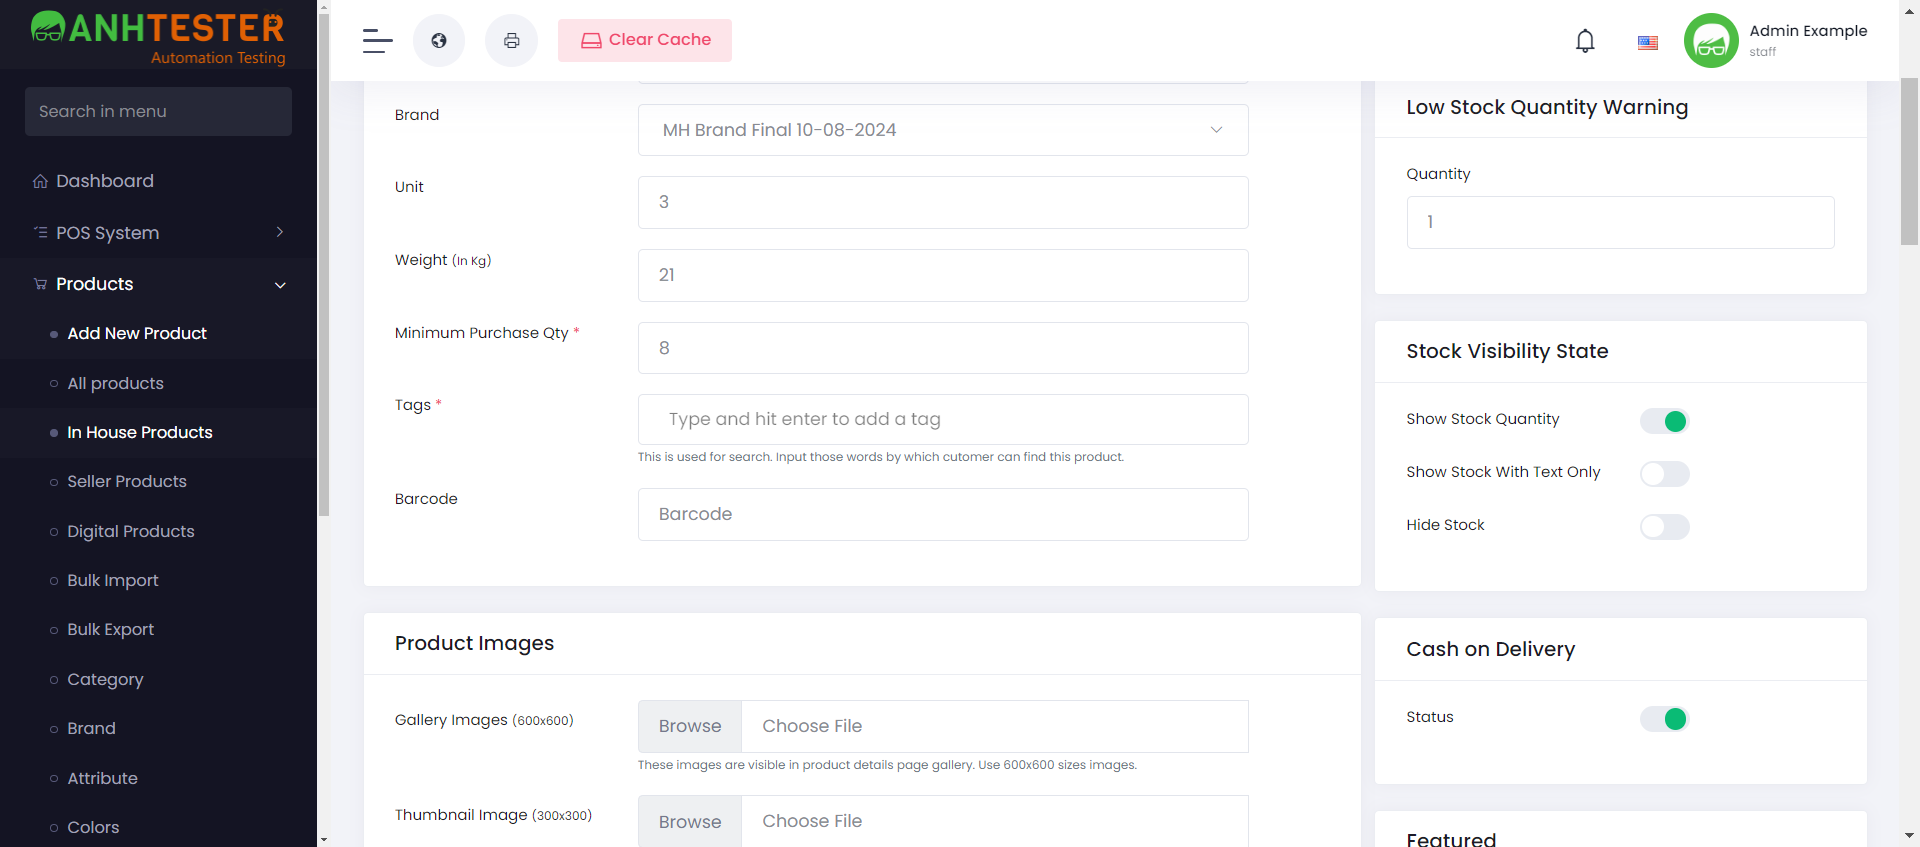 ANHTESTER
Automation Testing
Search in menu
Dashboard
POS System
Products
Add New Product
All products
In House Products
Seller Products
Digital Products
Bulk Import
Bulk Export
Category
Brand
Attribute
Colors
Clear Cache
Admin Example
staff
Brand
MH Brand Final 10-08-2024
Unit
3
Weight (In Kg)
21
Minimum Purchase Qty *
8
Tags *
Type and hit enter to add a tag
This is used for search. Input those words by which cutomer can find this product.
Barcode
Barcode
Product Images
Gallery Images (600x600)
Browse
Choose File
These images are visible in product details page gallery. Use 600x600 sizes images.
Thumbnail Image (300x300)
Browse
Choose File
Low Stock Quantity Warning
Quantity
1
Stock Visibility State
Show Stock Quantity
Show Stock With Text Only
Hide Stock
Cash on Delivery
Status
Featured